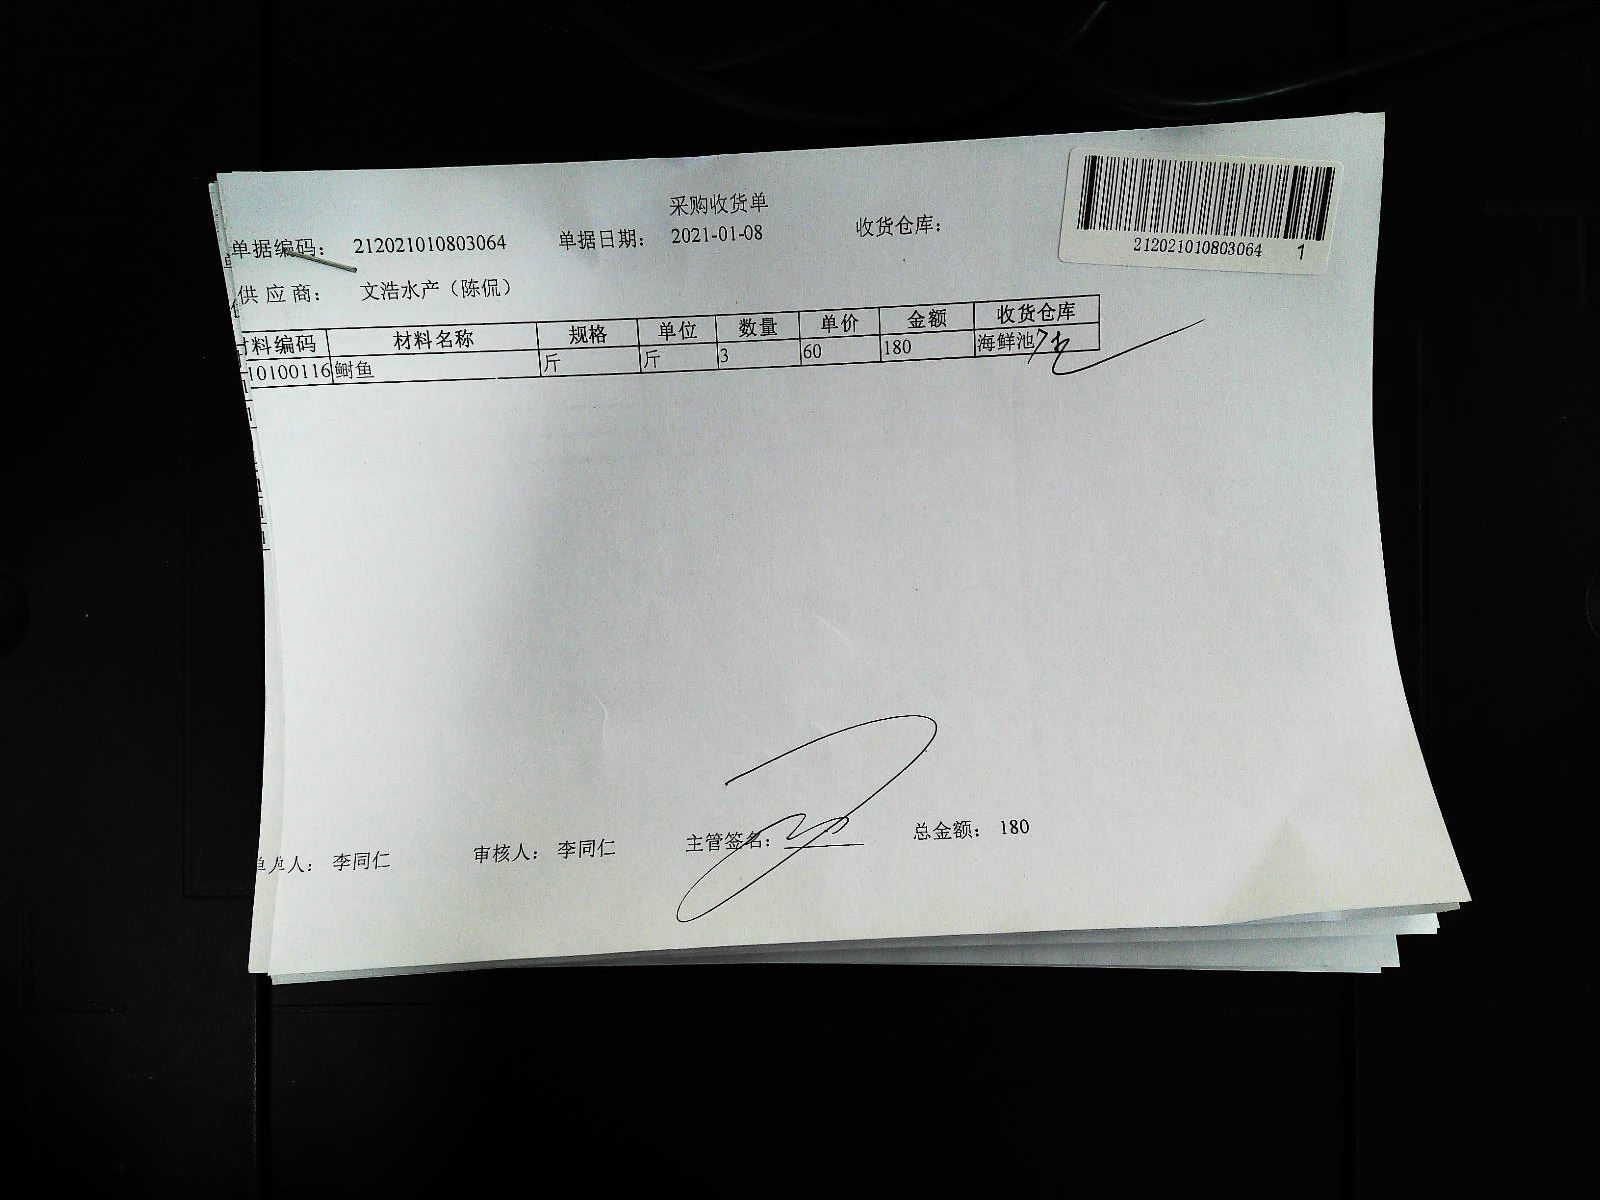 采购收货单
单据编码： 212021010803064 单据日期： 2021-01-08 收货仓库：
212021010803064 1
供应商： 文浩水产（陈侃）
材料编码 材料名称 规格 单位 数量 单价 金额 收货仓库
10100116 鲥鱼 斤 斤 3 60 180 海鲜池
单人： 李同仁 审核人： 李同仁 主管签名： 总金额： 180